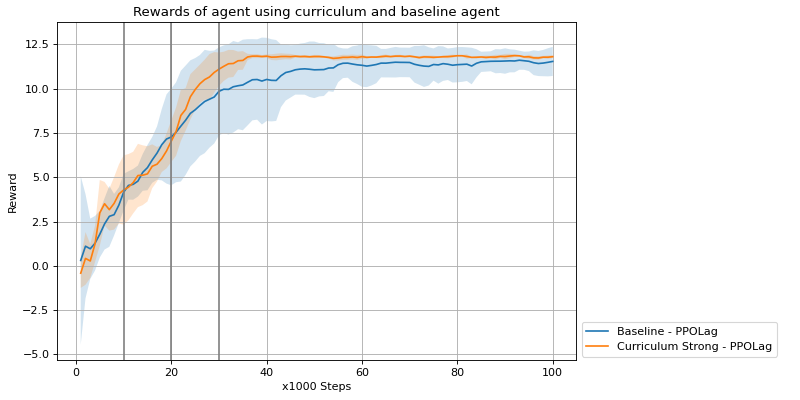 Rewards of agent using curriculum and baseline agent
Reward
12.5
10.0
7.5
5.0
2.5
0.0
−2.5
−5.0
0 20 40 60 80 100
x1000 Steps
Baseline - PPOLag
Curriculum Strong - PPOLag